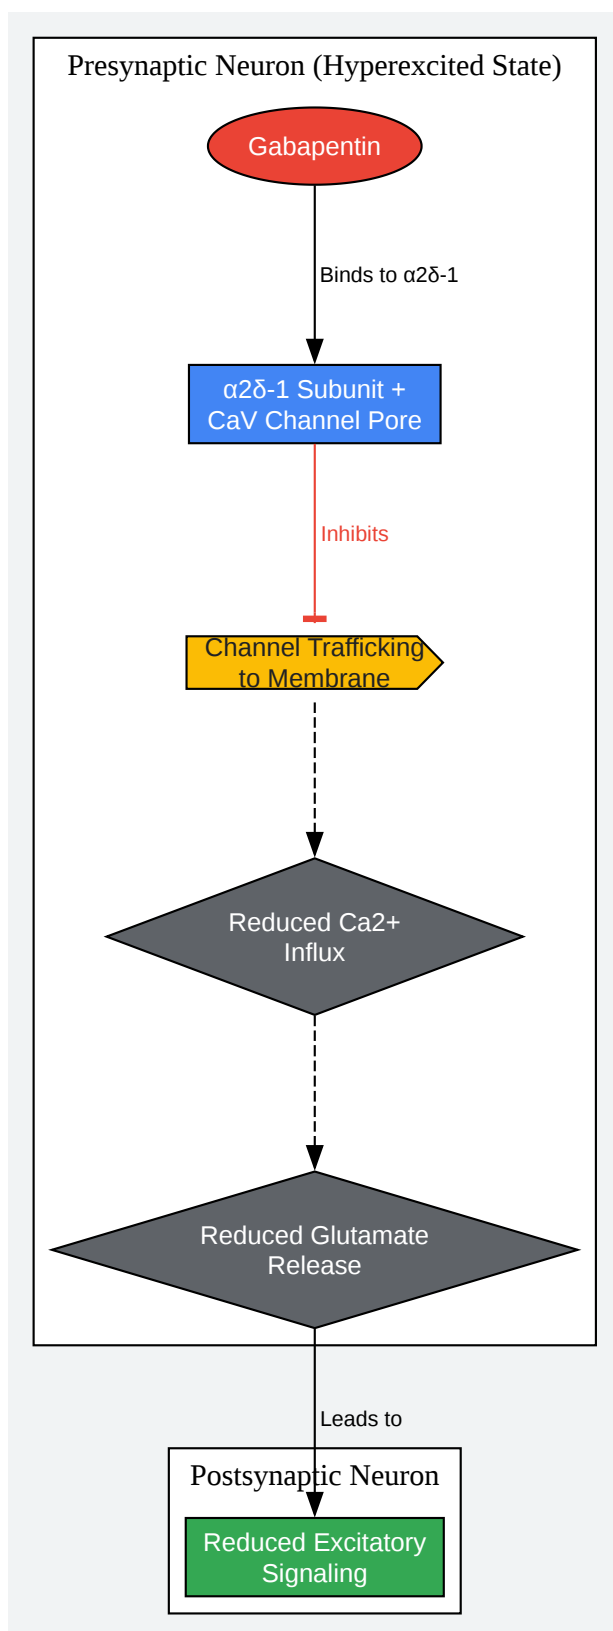 Presynaptic Neuron (Hyperexcited State)
Gabapentin
Binds to α2δ-1
α2δ-1 Subunit +
CaV Channel Pore
Inhibits
Channel Trafficking
to Membrane
Reduced Ca2+
Influx
Reduced Glutamate
Release
Leads to
Postsynaptic Neuron
Reduced Excitatory
Signaling